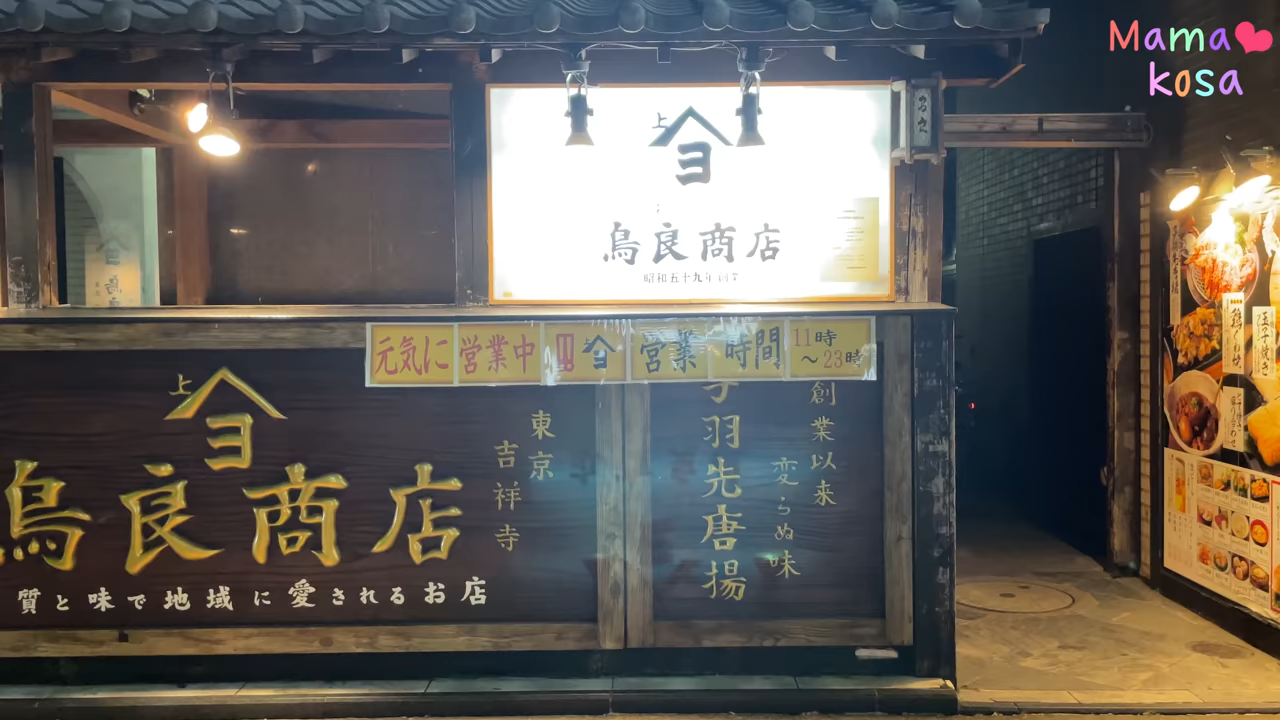 Mama
kosa
上
ヨ
鳥良商店
昭和五十九年創業
元気に営業中!!上ヨ営業時間11時～23時
上
ヨ
鳥良商店
東京
吉祥寺
質と味で地域に愛されるお店
創業以来
変らぬ味
手羽先唐揚